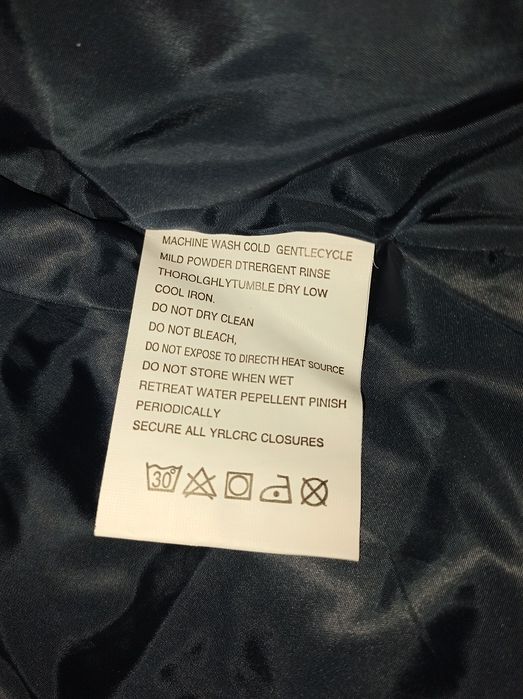 MACHINE WASH COLD GENTLECYCLE
MILD POWDER DTRERGENT RINSE
THOROLGHLYTUMBLE DRY LOW
COOL IRON.
DO NOT DRY CLEAN
DO NOT BLEACH,
DO NOT EXPOSE TO DIRECTH HEAT SOURCE
DO NOT STORE WHEN WET
RETREAT WATER PEPELLENT PINISH
PERIODICALLY
SECURE ALL YRLCRC CLOSURES
30°